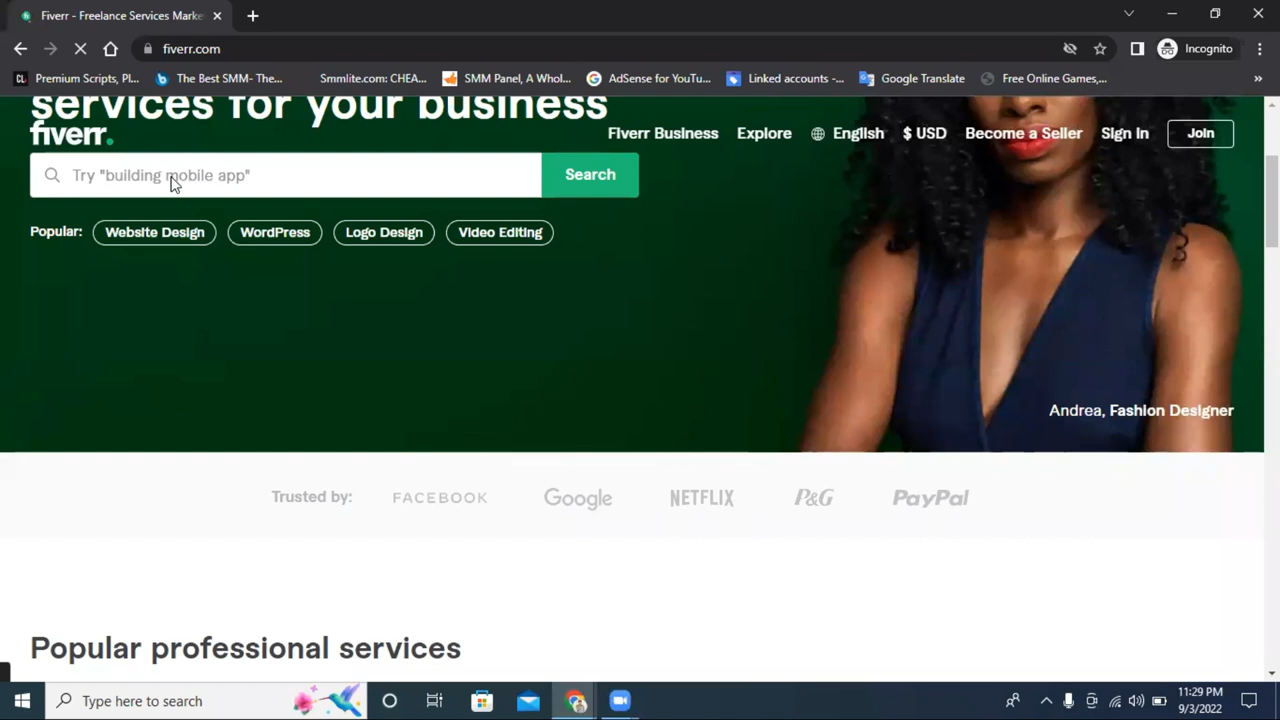 Fiverr - Freelance Services Marke
fiverr.com
Incognito
CL Premium Scripts, Pl...
The Best SMM- The...
Smmlite.com: CHEA...
SMM Panel, A Whol...
AdSense for YouTu...
Linked accounts -...
Google Translate
Free Online Games,...
services for your business
fiverr.
Fiverr Business
Explore
English
$ USD
Become a Seller
Sign In
Join
Try "building mobile app"
Search
Popular:
Website Design
WordPress
Logo Design
Video Editing
Andrea, Fashion Designer
Trusted by:
FACEBOOK
Google
NETFLIX
P&G
PayPal
Popular professional services
Type here to search
11:29 PM
9/3/2022